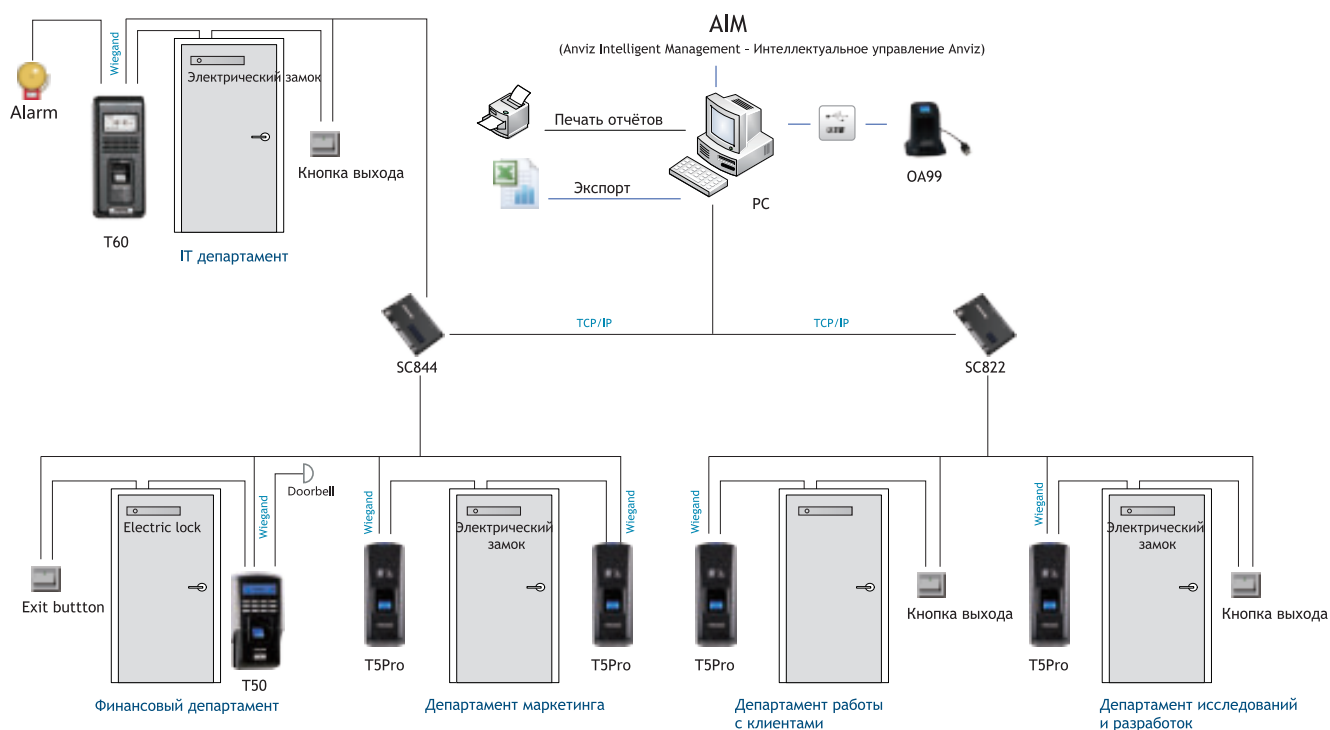 AIM
(Anviz Intelligent Management – Интеллектуальное управление Anviz)
Wiegand
Электрический замок
Alarm
Кнопка выхода
T60
IT департамент
Печать отчётов
Экспорт
PC
OA99
TCP/IP
TCP/IP
SC844
SC822
Wiegand
Doorbell
Electric lock
Exit buttton
T50
Финансовый департамент
Wiegand
Электрический
замок
Wiegand
T5Pro
T5Pro
Департамент маркетинга
Wiegand
T5Pro
Кнопка выхода
Департамент работы
с клиентами
Wiegand
Электрический
замок
T5Pro
Кнопка выхода
Департамент исследований
и разработок